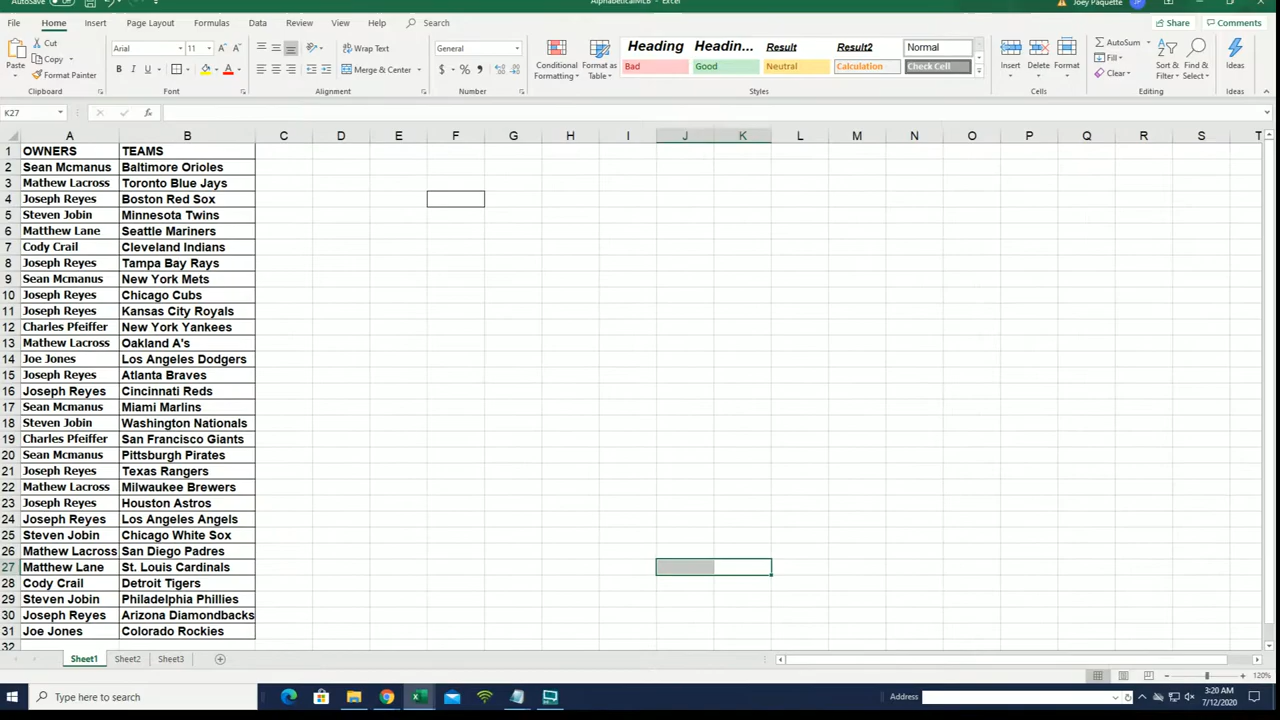 AutoSave
AlphabeticalMLB - Excel
Joey Paquette JP
File Home Insert Page Layout Formulas Data Review View Help Search Share Comments
Paste Cut Copy Format Painter Clipboard
Arial 11 B I U A Font
Wrap Text Merge & Center Alignment
General $ % , Number
Conditional Formatting Format as Table
Heading Headin... Result Result2 Normal
Bad Good Neutral Calculation Check Cell
Styles
Insert Delete Format Cells
AutoSum Fill Clear Sort & Filter Find & Select Editing
Ideas Ideas
K27 fx
A B C D E F G H I J K L M N O P Q R S T
1 OWNERS TEAMS
2 Sean Mcmanus Baltimore Orioles
3 Mathew Lacross Toronto Blue Jays
4 Joseph Reyes Boston Red Sox
5 Steven Jobin Minnesota Twins
6 Matthew Lane Seattle Mariners
7 Cody Crail Cleveland Indians
8 Joseph Reyes Tampa Bay Rays
9 Sean Mcmanus New York Mets
10 Joseph Reyes Chicago Cubs
11 Joseph Reyes Kansas City Royals
12 Charles Pfeiffer New York Yankees
13 Mathew Lacross Oakland A's
14 Joe Jones Los Angeles Dodgers
15 Joseph Reyes Atlanta Braves
16 Joseph Reyes Cincinnati Reds
17 Sean Mcmanus Miami Marlins
18 Steven Jobin Washington Nationals
19 Charles Pfeiffer San Francisco Giants
20 Sean Mcmanus Pittsburgh Pirates
21 Joseph Reyes Texas Rangers
22 Mathew Lacross Milwaukee Brewers
23 Joseph Reyes Houston Astros
24 Joseph Reyes Los Angeles Angels
25 Steven Jobin Chicago White Sox
26 Mathew Lacross San Diego Padres
27 Matthew Lane St. Louis Cardinals
28 Cody Crail Detroit Tigers
29 Steven Jobin Philadelphia Phillies
30 Joseph Reyes Arizona Diamondbacks
31 Joe Jones Colorado Rockies
32
Sheet1 Sheet2 Sheet3
120%
Type here to search
Address
3:20 AM
7/12/2020